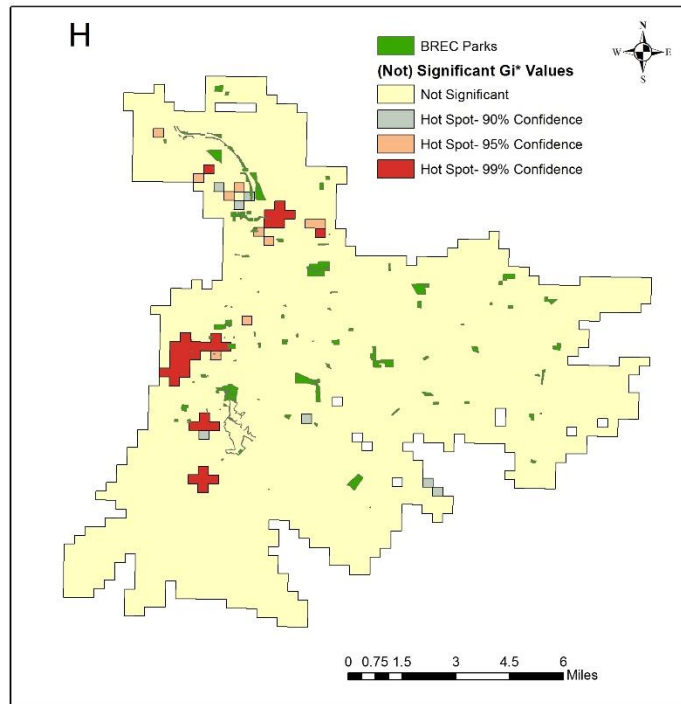 H
BREC Parks
(Not) Significant Gi* Values
Not Significant
Hot Spot- 90% Confidence
Hot Spot- 95% Confidence
Hot Spot- 99% Confidence
N
W E
S
0 0.75 1.5 3 4.5 6
Miles